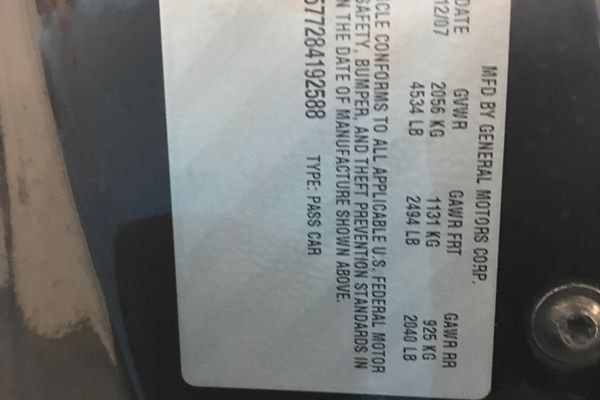 MFD BY GENERAL MOTORS CORP.
DATE GVWR GAWR FRT GAWR RR
12/07 2056 KG 1131 KG 925 KG
4534 LB 2494 LB 2040 LB
ICLE CONFORMS TO ALL APPLICABLE U.S. FEDERAL MOTOR
SAFETY, BUMPER, AND THEFT PREVENTION STANDARDS IN
N THE DATE OF MANUFACTURE SHOWN ABOVE.
577284192588 TYPE: PASS CAR